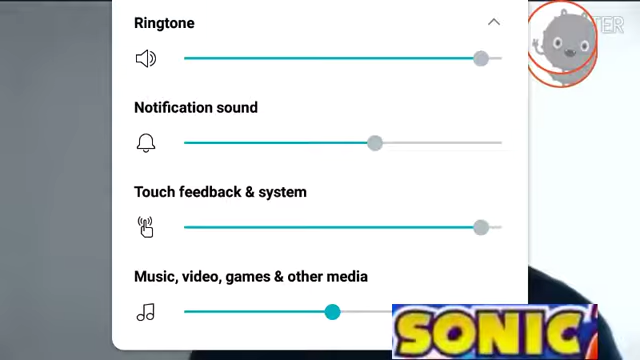 Ringtone
Notification sound
Touch feedback & system
Music, video, games & other media
SONIC